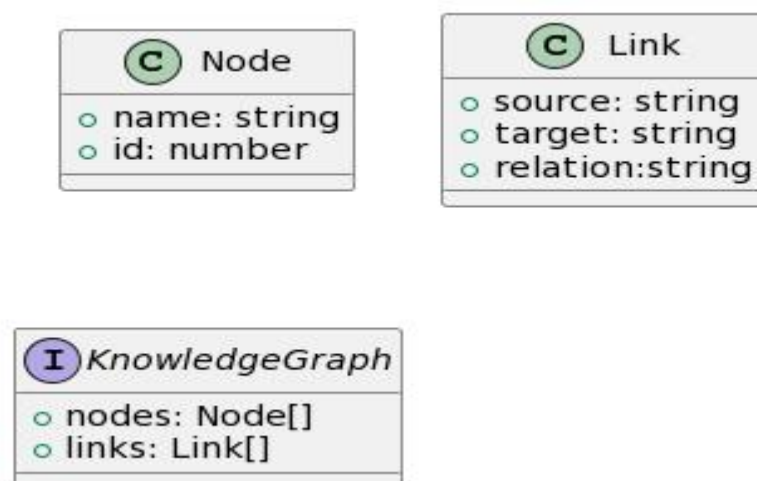 C Node
name: string
id: number
C Link
source: string
target: string
relation:string
I KnowledgeGraph
nodes: Node[]
links: Link[]